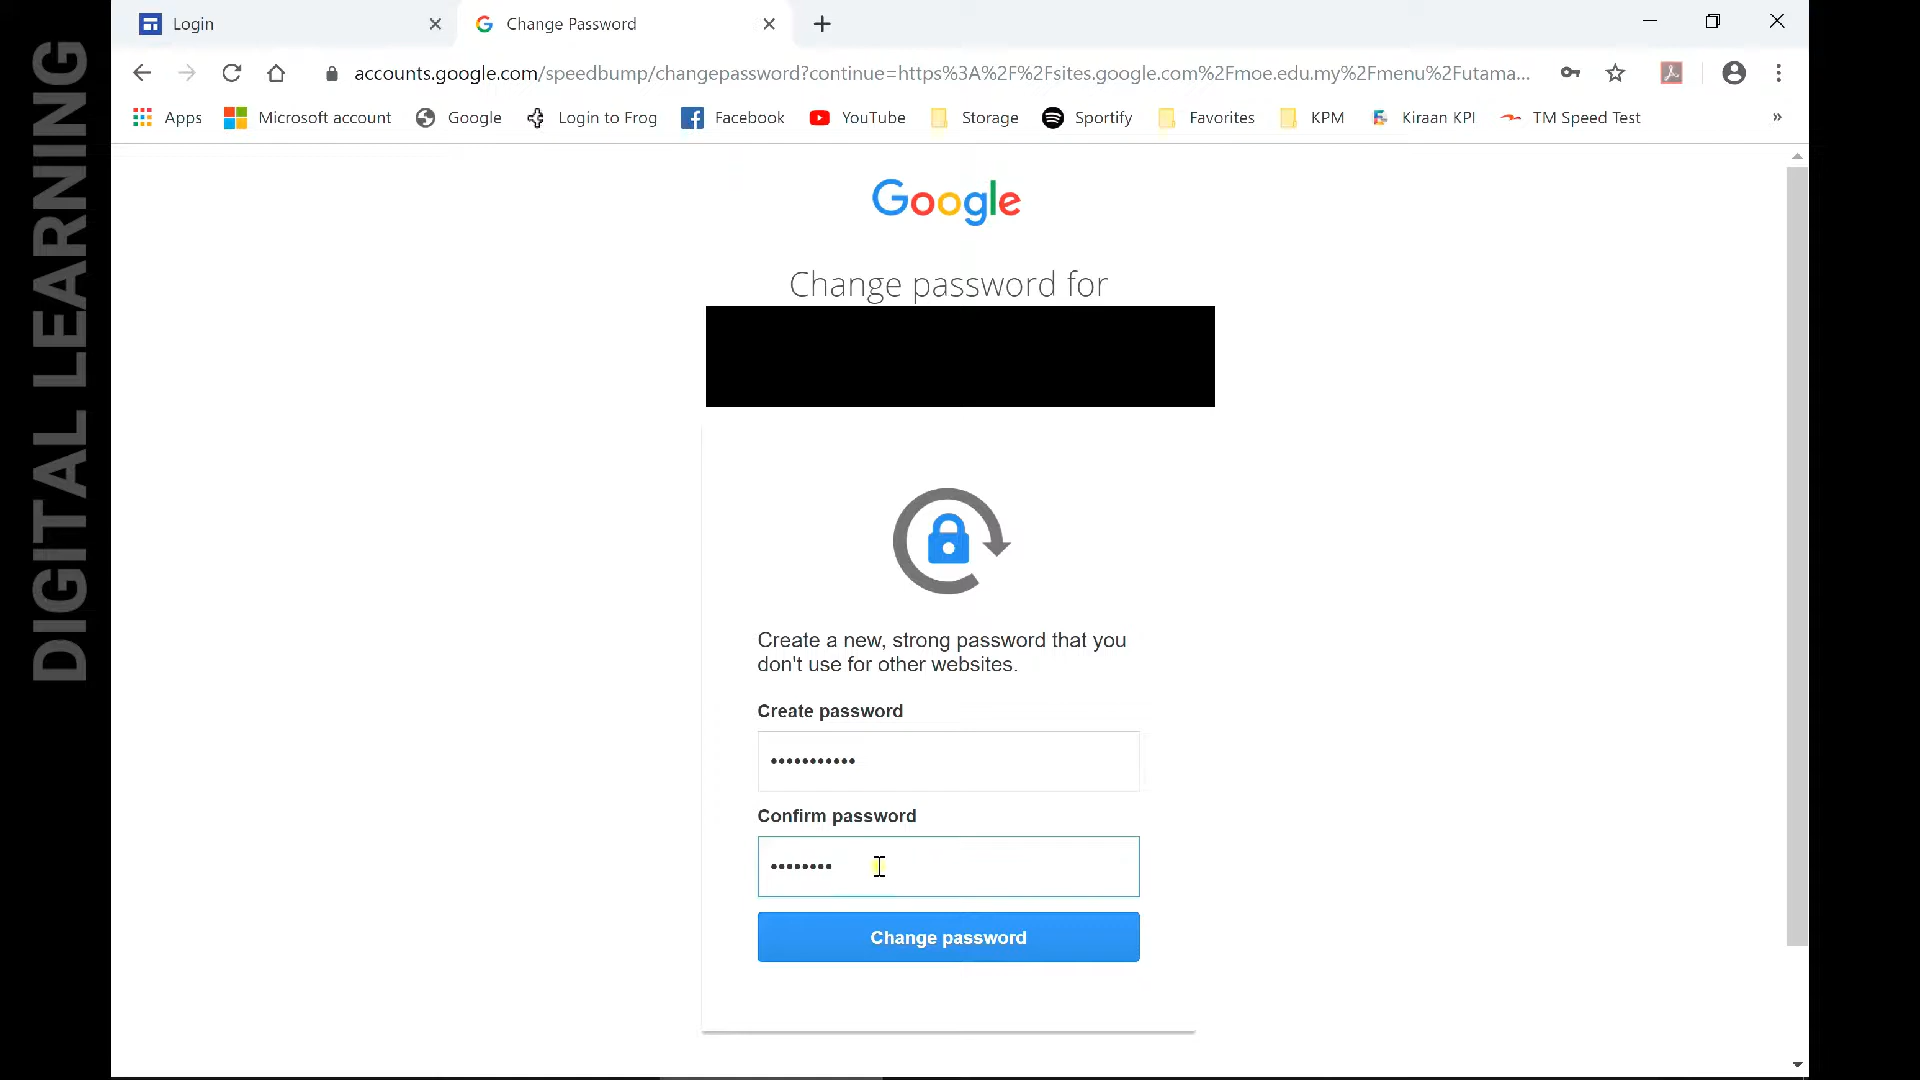 DIGITAL LEARNING
Login
Change Password
accounts.google.com/speedbump/changepassword?continue=https%3A%2F%2Fsites.google.com%2Fmoe.edu.my%2Fmenu%2Futama...
Apps Microsoft account Google Login to Frog Facebook YouTube Storage Sportify Favorites KPM Kiraan KPI TM Speed Test »
Google
Change password for
Create a new, strong password that you
don't use for other websites.
Create password
•••••••••••
Confirm password
••••••••
Change password